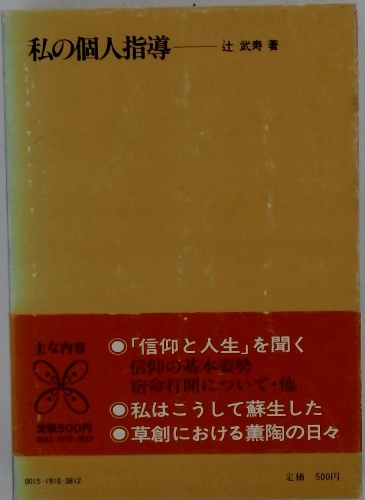 私の個人指導――辻 武寿 著
主な内容
●「信仰と人生」を聞く
信仰の基本姿勢
宿命打開について・他
●私はこうして蘇生した
●草創における薫陶の日々
定価500円
0015-1910-3812
0015-1910-3812
定価 500円